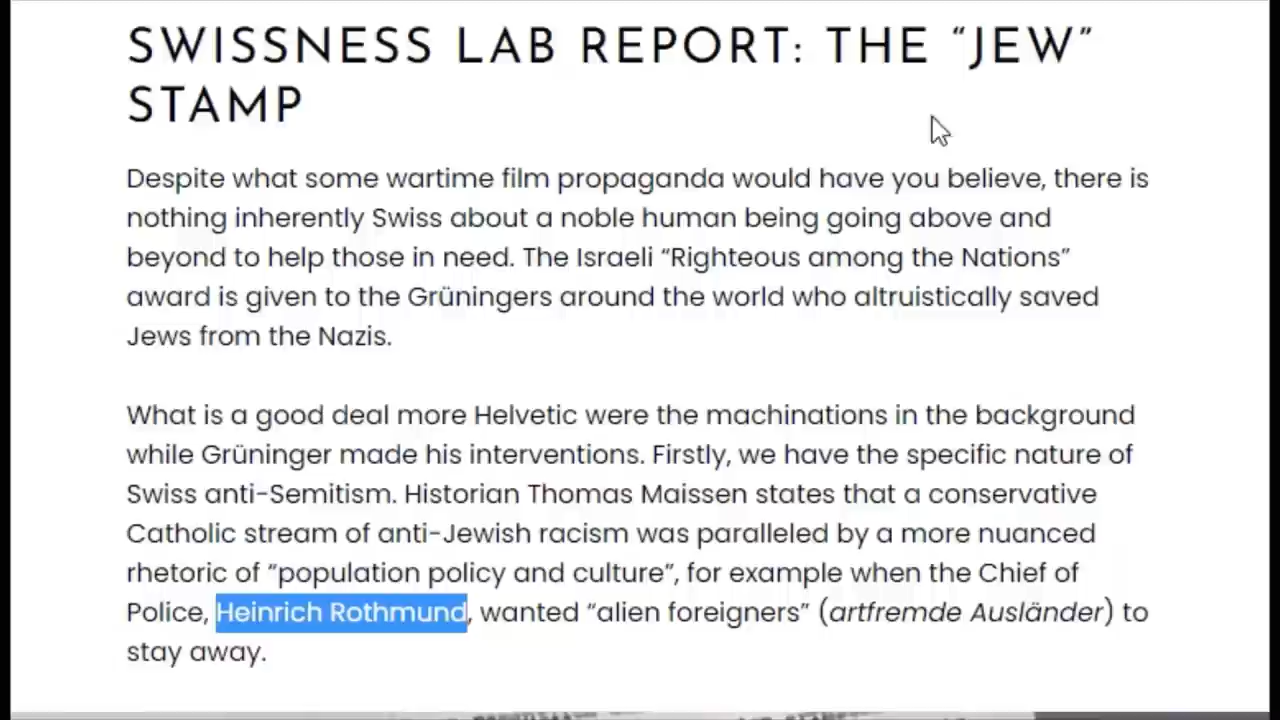 SWISSNESS LAB REPORT: THE “JEW”
STAMP
Despite what some wartime film propaganda would have you believe, there is
nothing inherently Swiss about a noble human being going above and
beyond to help those in need. The Israeli “Righteous among the Nations”
award is given to the Grüningers around the world who altruistically saved
Jews from the Nazis.
What is a good deal more Helvetic were the machinations in the background
while Grüninger made his interventions. Firstly, we have the specific nature of
Swiss anti-Semitism. Historian Thomas Maissen states that a conservative
Catholic stream of anti-Jewish racism was paralleled by a more nuanced
rhetoric of “population policy and culture”, for example when the Chief of
Police, Heinrich Rothmund, wanted “alien foreigners” (artfremde Ausländer) to
stay away.